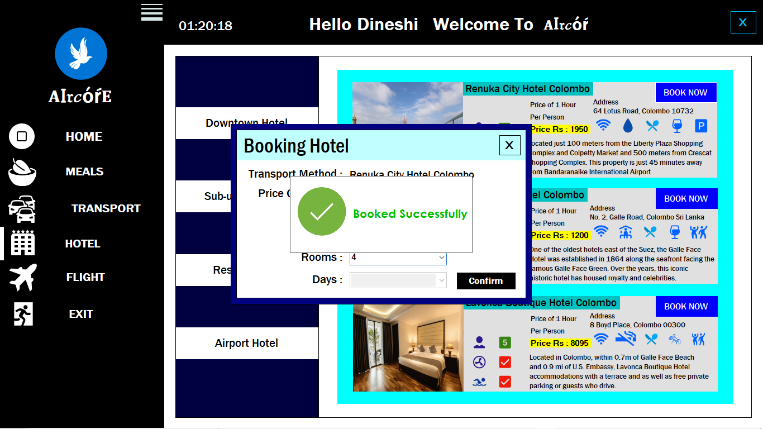 01:20:18
Hello Dineshi Welcome To AIrcóŕ
X
AIrcóŕE
HOME
MEALS
TRANSPORT
HOTEL
FLIGHT
EXIT
Downtown Hotel
Sub-u
Res
Airport Hotel
Renuka City Hotel Colombo
BOOK NOW
Price of 1 Hour
Per Person
Price Rs : 1950
Address
64 Lotus Road, Colombo 10732
P
ocated just 100 meters from the Liberty Plaza Shopping
omplex and Colpetty Market and 500 meters from Crescat
hopping Complex. This property is just 45 minutes away
om Bandaranaike International Airport
Booking Hotel
X
Transport Method : Renuka City Hotel Colombo
Price
Booked Successfully
Rooms : 4
Days :
Confirm
el Colombo
BOOK NOW
Price of 1 Hour
Per Person
Price Rs : 1200
Address
No. 2, Galle Road, Colombo Sri Lanka
One of the oldest hotels east of the Suez, the Galle Face
Hotel was established in 1864 along the seafront facing the
famous Galle Face Green. Over the years, this iconic
historic hotel has housed royalty and celebrities.
Lavonca Boutique Hotel Colombo
BOOK NOW
Price of 1 Hour
Per Person
Price Rs : 8095
Address
8 Boyd Place, Colombo 00300
5
Located in Colombo, within 0.7m of Galle Face Beach
and 0.9 mi of U.S. Embassy, Lavonca Boutique Hotel
accommodations with a terrace and as well as free private
parking or guests who drive.